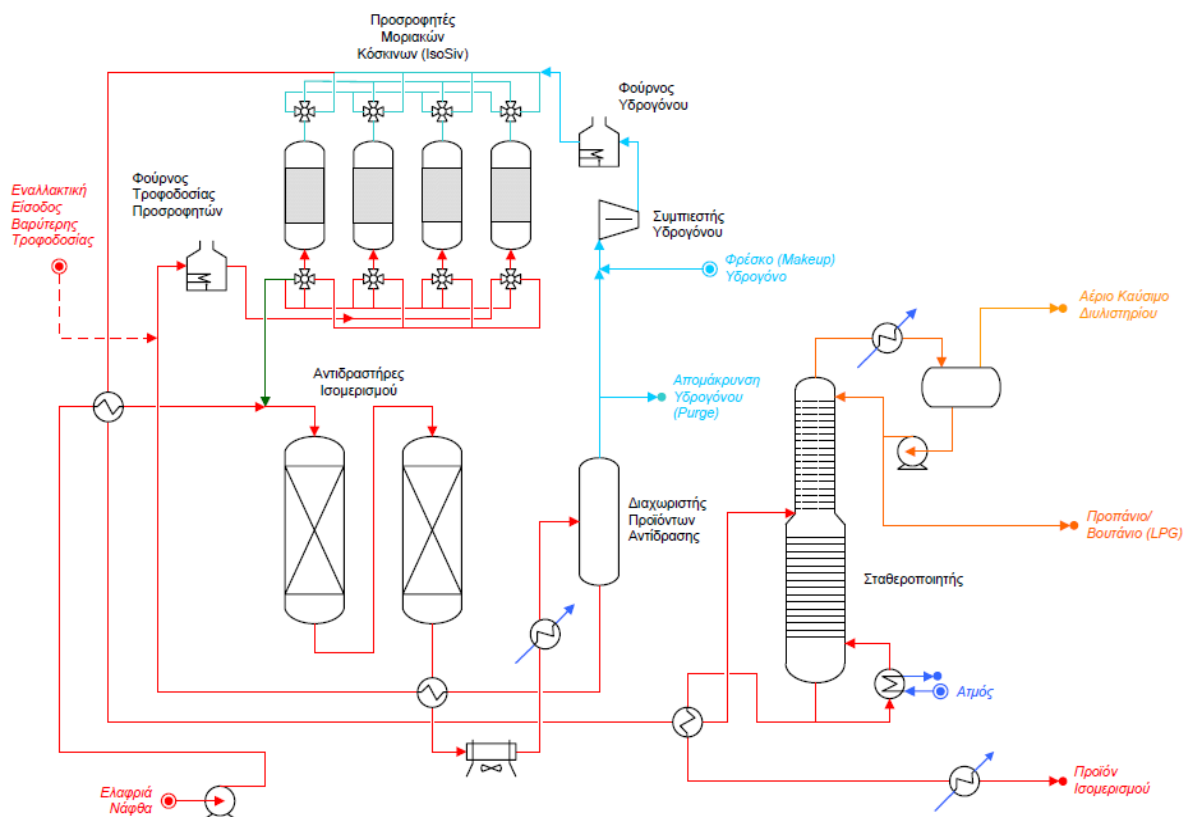 Προσροφητές
Μοριακών
Κόσκινων (IsoSiv)
Φούρνος
Υδρογόνου
Φούρνος
Τροφοδοσίας
Προσροφητών
Εναλλακτική
Είσοδος
Βαρύτερης
Τροφοδοσίας
Συμπιεστής
Υδρογόνου
Φρέσκο (Makeup)
Υδρογόνο
Αέριο Καύσιμο
Διυλιστηρίου
Αντιδραστήρες
Ισομερισμού
Απομάκρυνση
Υδρογόνου
(Purge)
Διαχωριστής
Προϊόντων
Αντίδρασης
Προπάνιο/
Βουτάνιο (LPG)
Σταθεροποιητής
Ατμός
Ελαφριά
Νάφθα
Προϊόν
Ισομερισμού